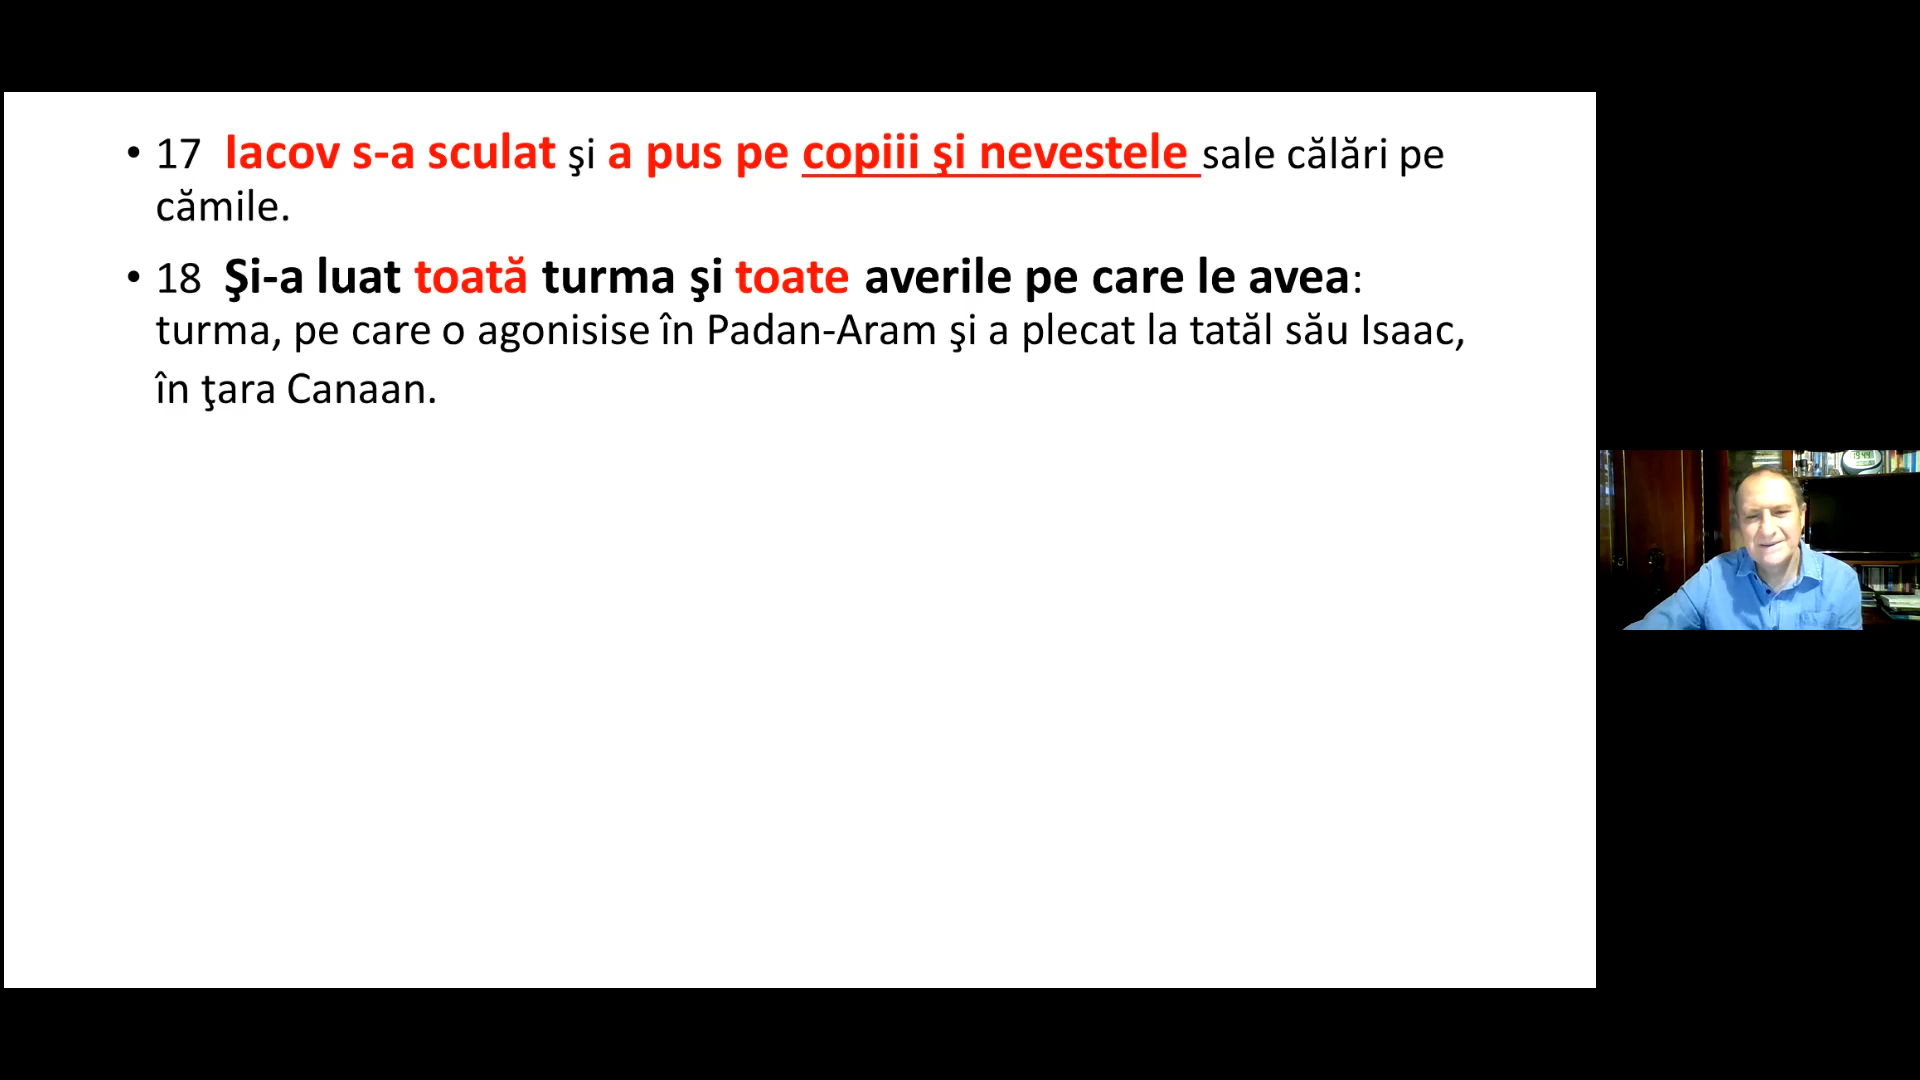 • 17 Iacov s-a sculat şi a pus pe copiii şi nevestele sale călări pe
cămile.
• 18 Şi-a luat toată turma şi toate averile pe care le avea:
turma, pe care o agonisise în Padan-Aram şi a plecat la tatăl său Isaac,
în ţara Canaan.